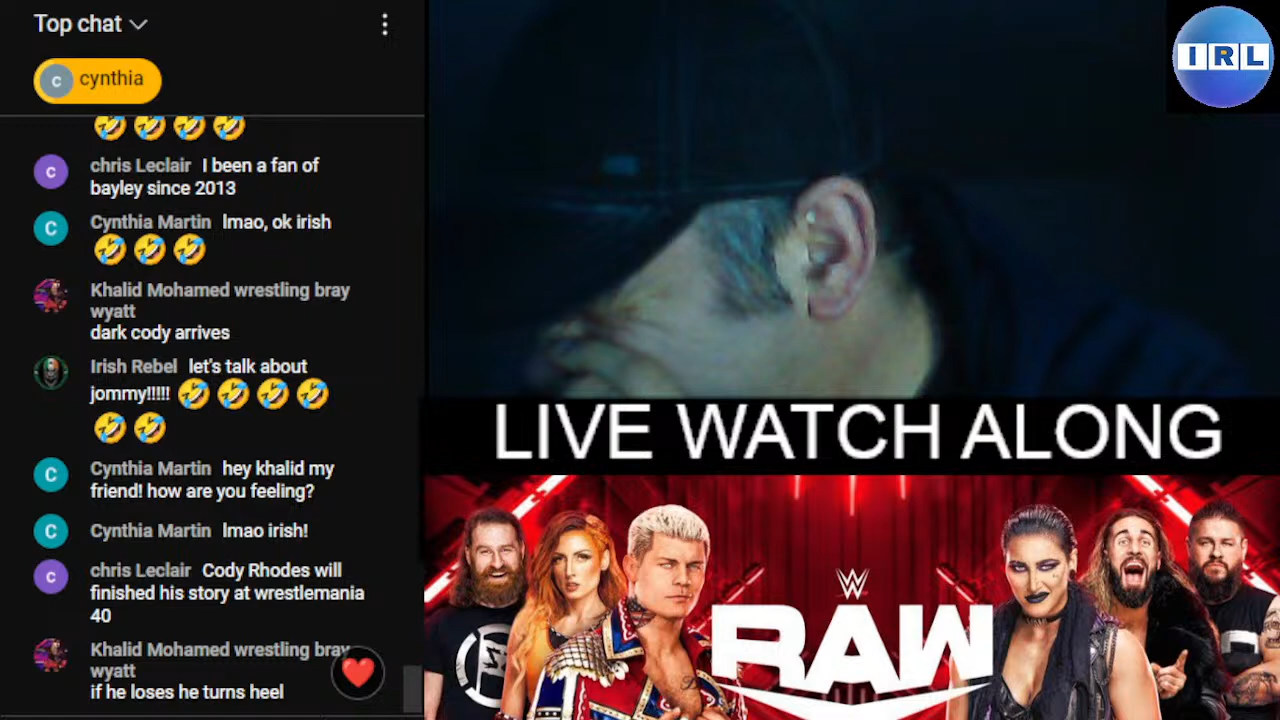 Top chat
c cynthia
chris Leclair I been a fan of
bayley since 2013
Cynthia Martin lmao, ok irish
Khalid Mohamed wrestling bray
wyatt
dark cody arrives
Irish Rebel let's talk about
jommy!!!!!
Cynthia Martin hey khalid my
friend! how are you feeling?
Cynthia Martin lmao irish!
chris Leclair Cody Rhodes will
finished his story at wrestlemania
40
Khalid Mohamed wrestling bray
wyatt
if he loses he turns heel
IRL
LIVE WATCH ALONG
W
RAW